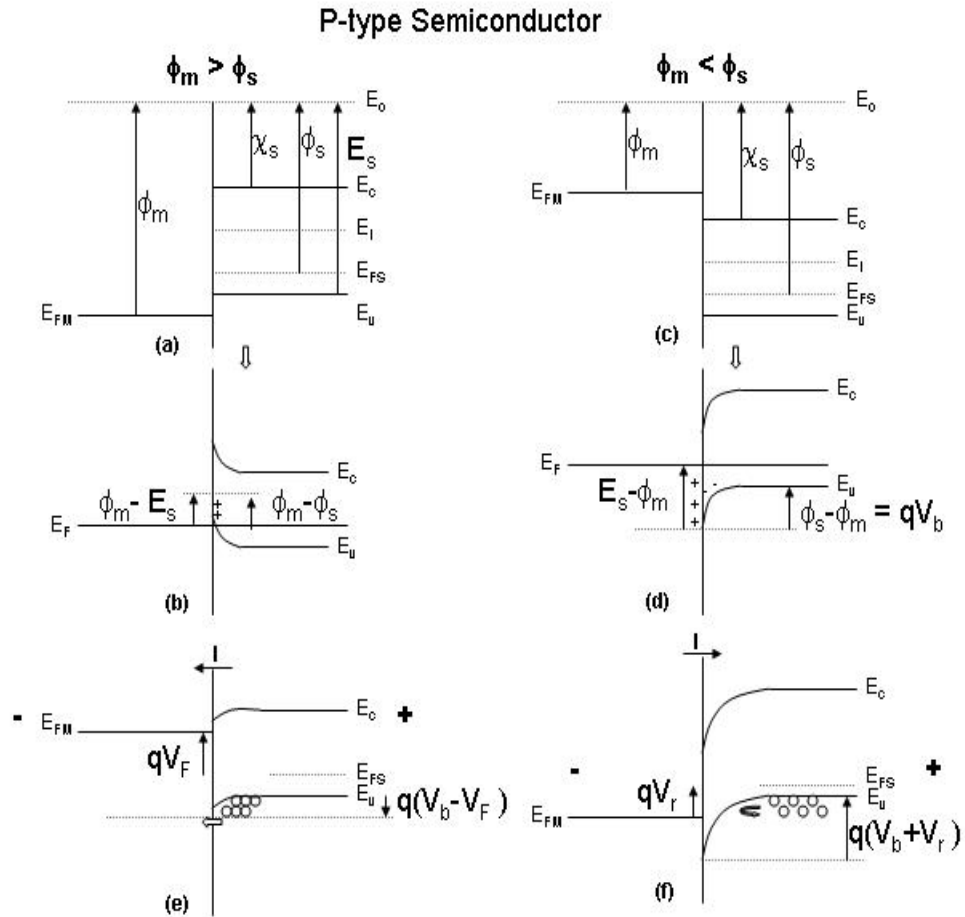 P-type Semiconductor
ϕm > ϕs
ϕm < ϕs
Eo
χs
ϕs
Es
ϕm
Ec
EI
EFS
EFM
Eu
(a)
Eo
ϕm
χs
ϕs
EFM
Ec
EI
EFS
Eu
(c)
Ec
ϕm- Es
++
+
ϕm-ϕs
EF
Eu
(b)
Ec
EF
Es-ϕm
+ - -
+
+
Eu
ϕs-ϕm = qVb
(d)
I
- EFM
Ec +
qVF
EFS
Eu
q(Vb-VF)
(e)
I
Ec
-
+
qVr
EFS
Eu
EFM
q(Vb+Vr)
(f)